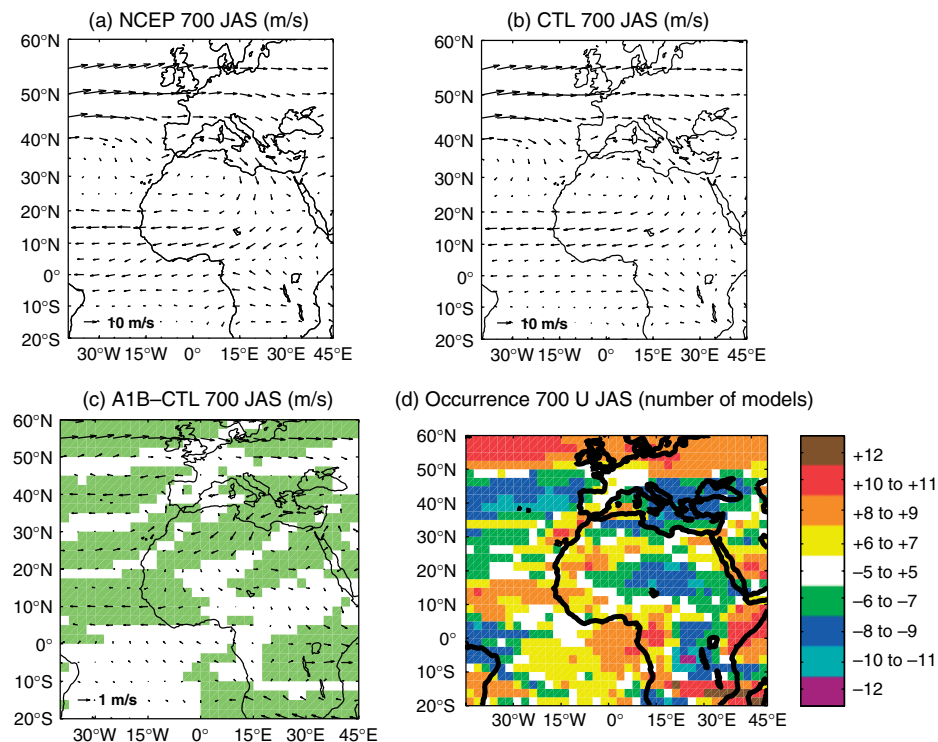 (a) NCEP 700 JAS (m/s)
60°N
50°N
40°N
30°N
20°N
10°N
0°
10°S
20°S
10 m/s
30°W 15°W 0° 15°E 30°E 45°E
(b) CTL 700 JAS (m/s)
60°N
50°N
40°N
30°N
20°N
10°N
0°
10°S
20°S
10 m/s
30°W 15°W 0° 15°E 30°E 45°E
(c) A1B–CTL 700 JAS (m/s)
60°N
50°N
40°N
30°N
20°N
10°N
0°
10°S
20°S
1 m/s
30°W 15°W 0° 15°E 30°E 45°E
(d) Occurrence 700 U JAS (number of models)
60°N
50°N
40°N
30°N
20°N
10°N
0°
10°S
20°S
30°W 15°W 0° 15°E 30°E 45°E
+12
+10 to +11
+8 to +9
+6 to +7
–5 to +5
–6 to –7
–8 to –9
–10 to –11
–12